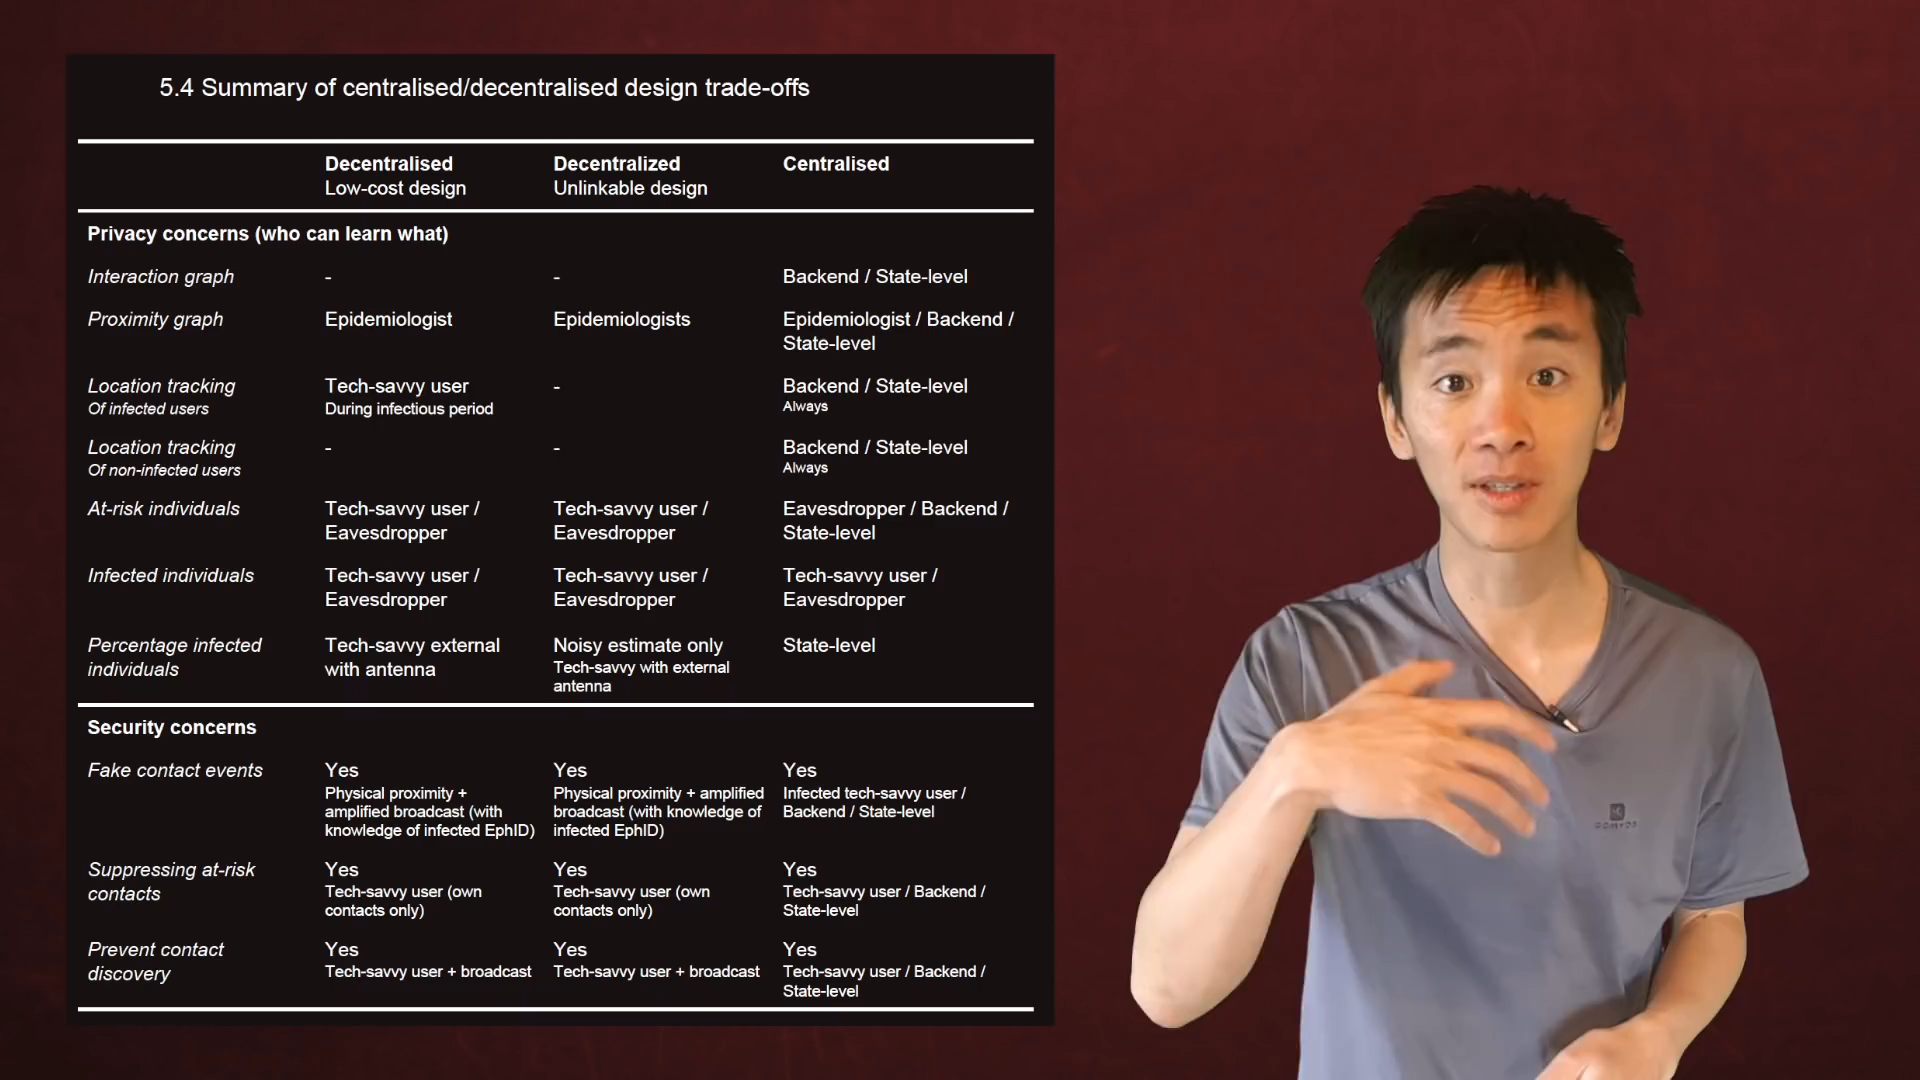 5.4 Summary of centralised/decentralised design trade-offs
Decentralised Decentralized Centralised
Low-cost design Unlinkable design
Privacy concerns (who can learn what)
Interaction graph - - Backend / State-level
Proximity graph Epidemiologist Epidemiologists Epidemiologist / Backend /
State-level
Location tracking Tech-savvy user - Backend / State-level
Of infected users During infectious period Always
Location tracking - - Backend / State-level
Of non-infected users Always
At-risk individuals Tech-savvy user / Tech-savvy user / Eavesdropper / Backend /
Eavesdropper Eavesdropper State-level
Infected individuals Tech-savvy user / Tech-savvy user / Tech-savvy user /
Eavesdropper Eavesdropper Eavesdropper
Percentage infected Tech-savvy external Noisy estimate only State-level
individuals with antenna Tech-savvy with external
antenna
Security concerns
Fake contact events Yes Yes Yes
Physical proximity + Physical proximity + amplified Infected tech-savvy user /
amplified broadcast (with broadcast (with knowledge of Backend / State-level
knowledge of infected EphID) infected EphID)
Suppressing at-risk Yes Yes Yes
contacts Tech-savvy user (own Tech-savvy user (own Tech-savvy user / Backend /
contacts only) contacts only) State-level
Prevent contact Yes Yes Yes
discovery Tech-savvy user + broadcast Tech-savvy user + broadcast Tech-savvy user / Backend /
State-level